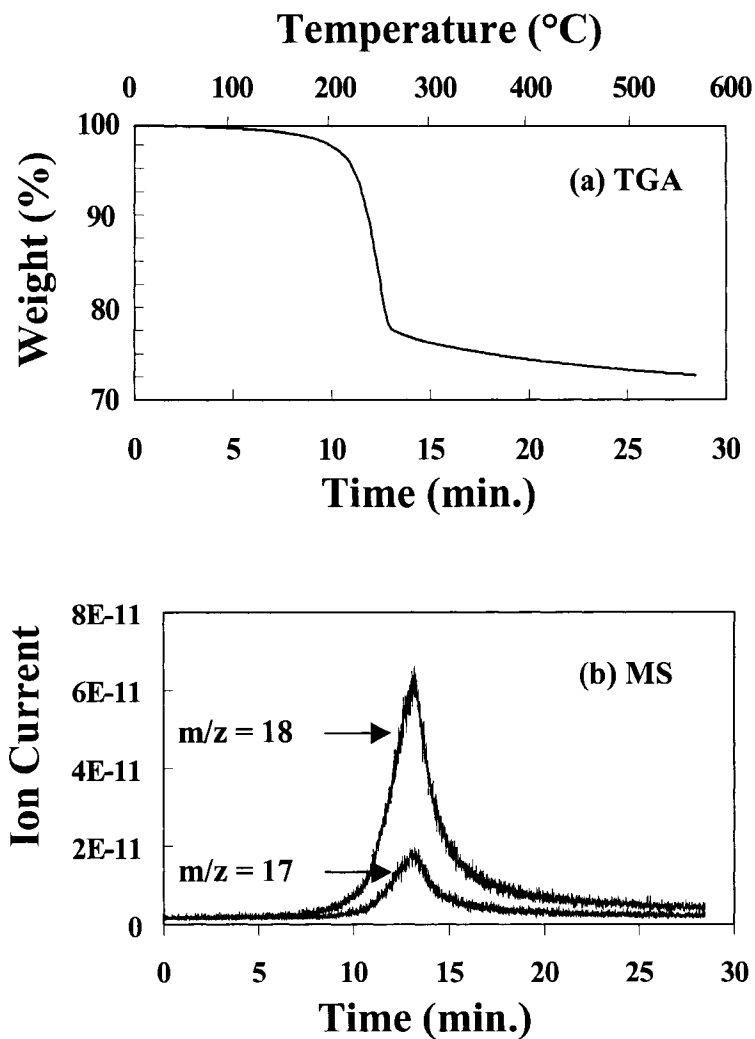 Temperature (°C)
0 100 200 300 400 500 600
100
90
80
70
Weight (%)
(a) TGA
0 5 10 15 20 25 30
Time (min.)
8E-11
6E-11
4E-11
2E-11
0
Ion Current
(b) MS
m/z = 18
m/z = 17
0 5 10 15 20 25 30
Time (min.)